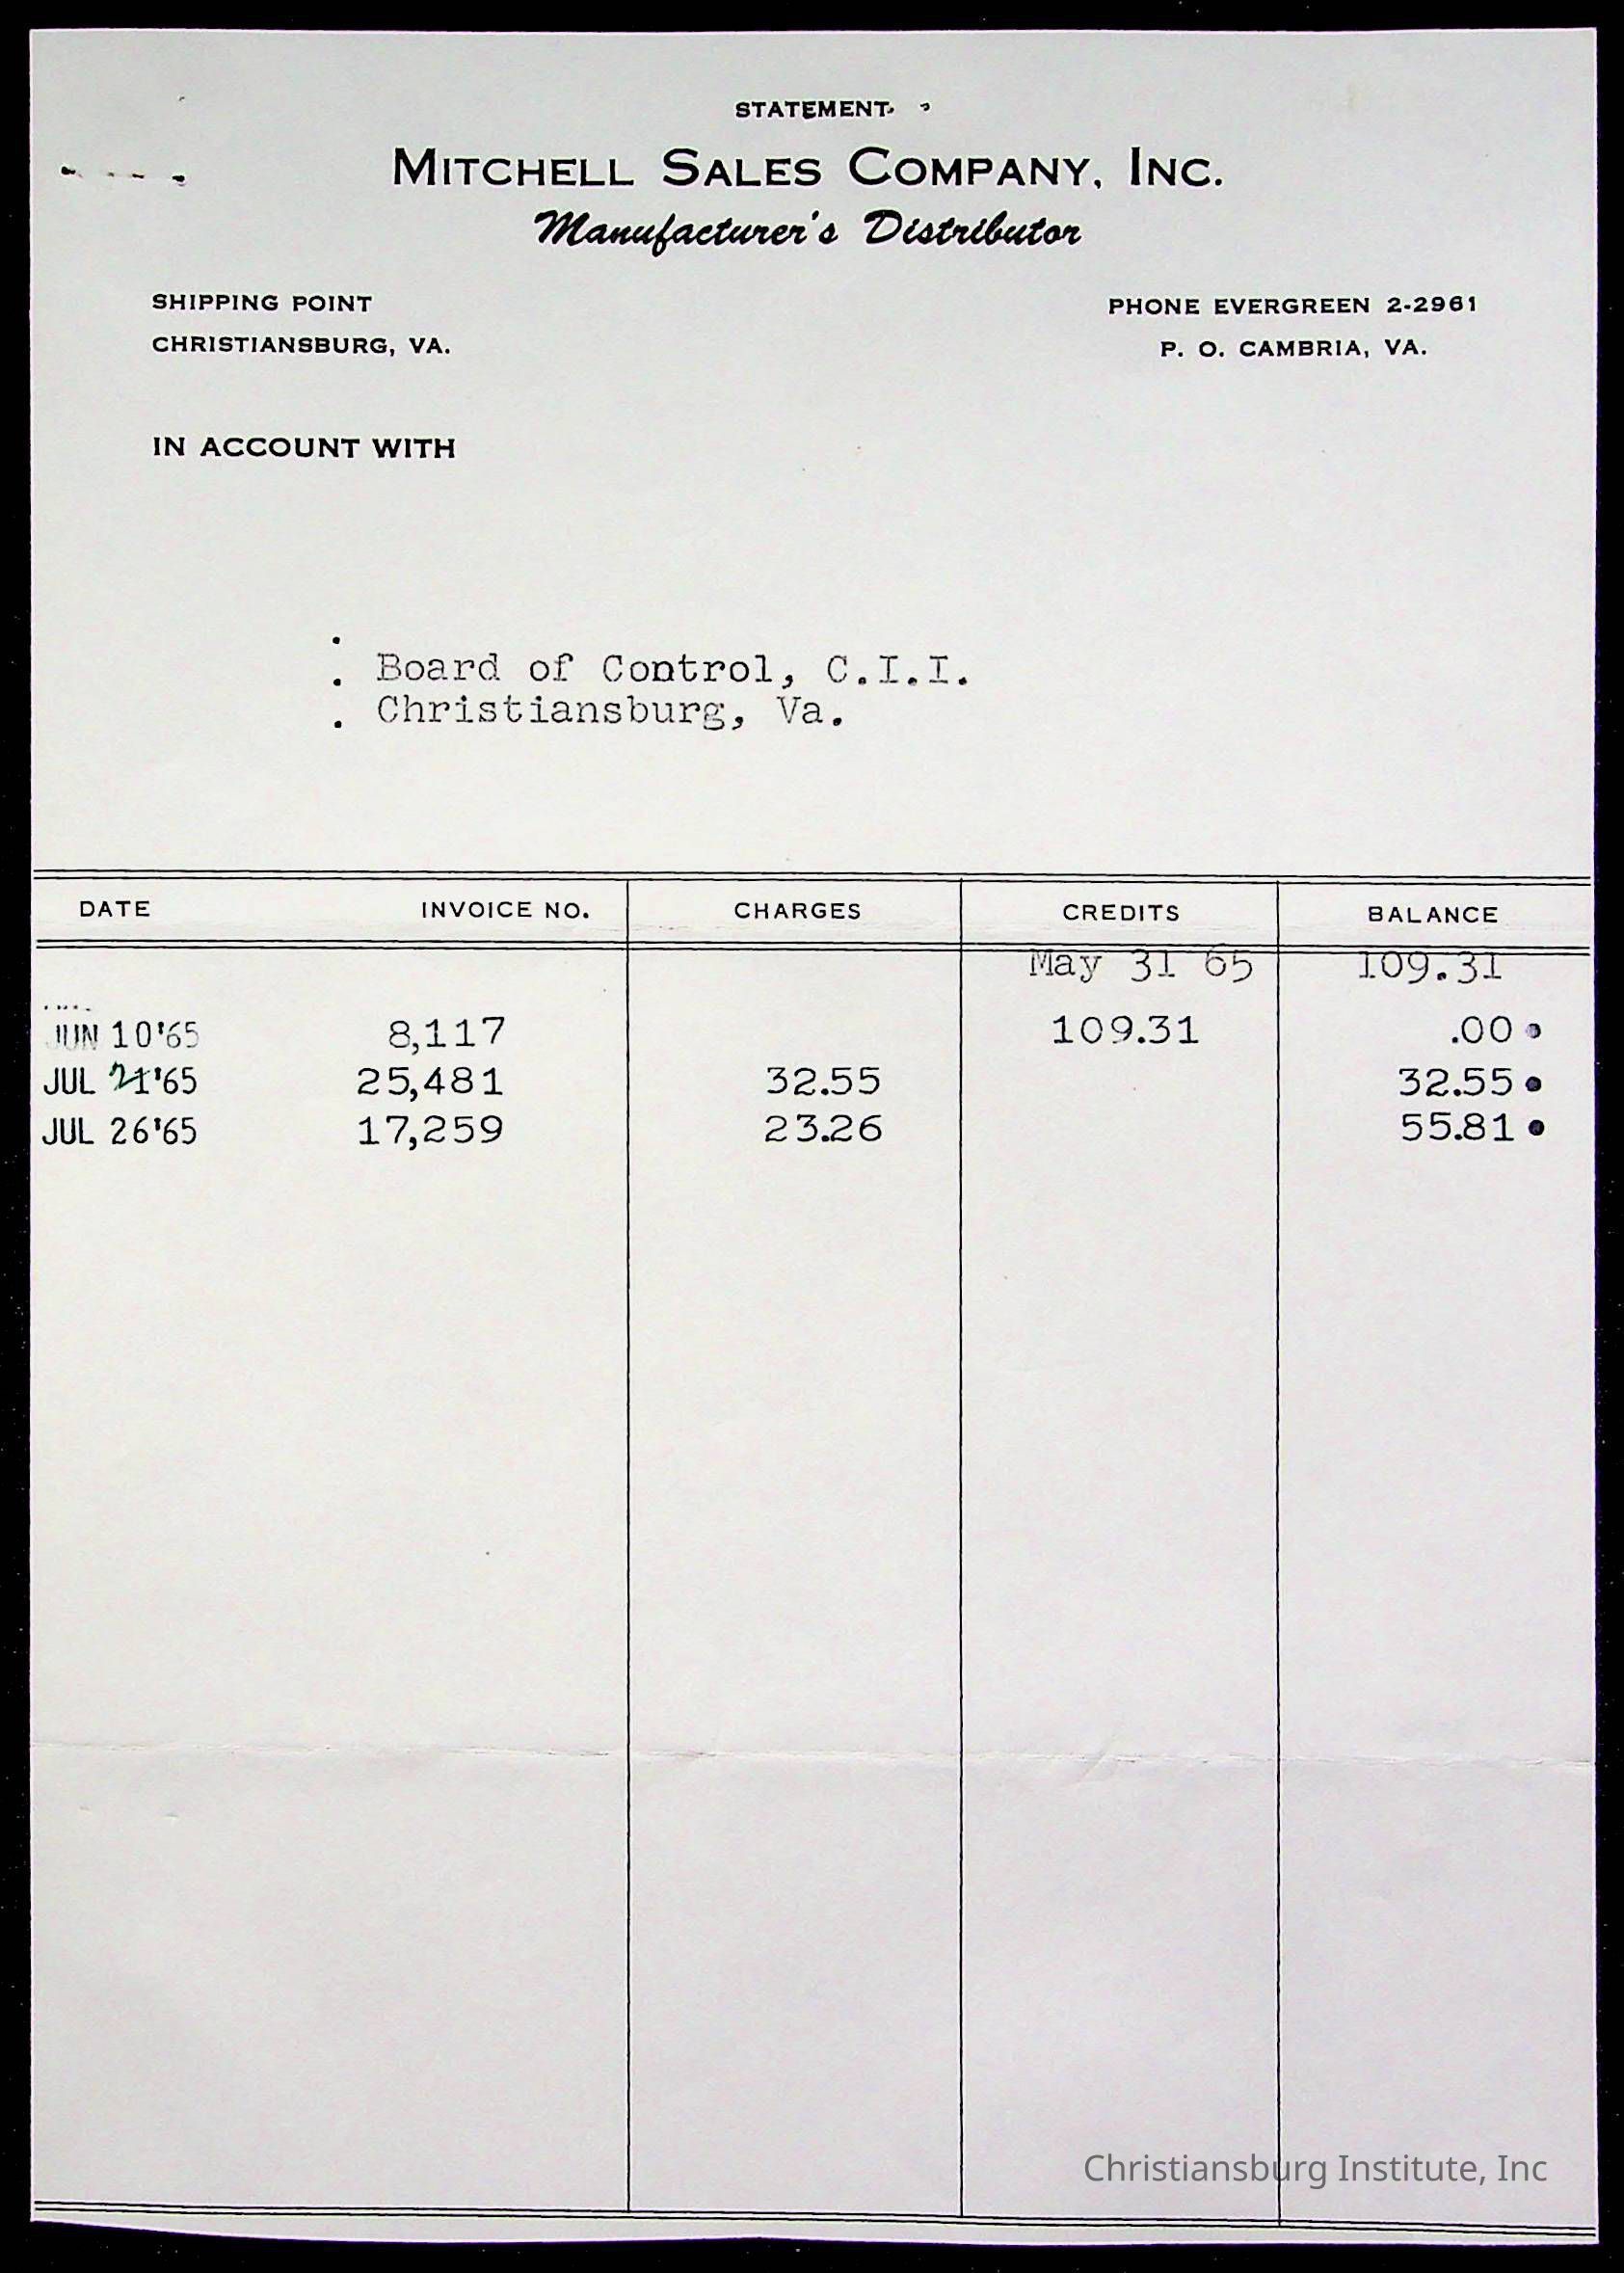 STATEMENT
MITCHELL SALES COMPANY, INC.
Manufacturer's Distributor
SHIPPING POINT
CHRISTIANSBURG, VA.
PHONE EVERGREEN 2-2961
P. O. CAMBRIA, VA.
IN ACCOUNT WITH
Board of Control, C.I.I.
Christiansburg, Va.
DATE INVOICE NO. CHARGES CREDITS BALANCE
May 31 65 109.31
JUN 10'65 8,117 109.31 .00
JUL 21'65 25,481 32.55 32.55
JUL 26'65 17,259 23.26 55.81
Christiansburg Institute, Inc